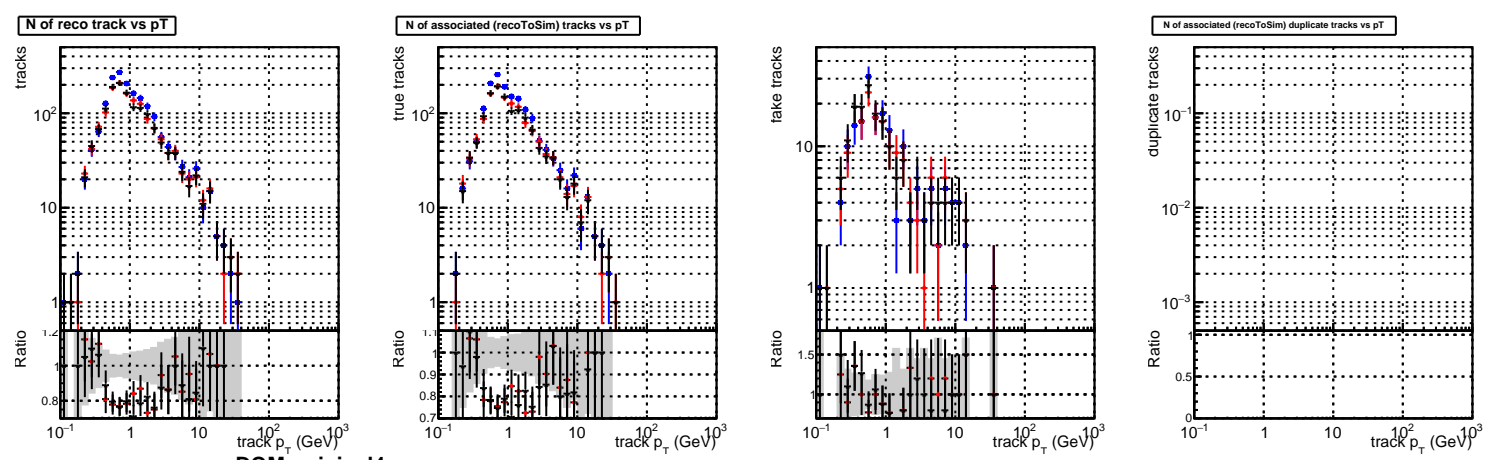 N of reco track vs pT
N of associated (recoToSim) tracks vs pT
N of associated (recoToSim) duplicate tracks vs pT
tracks
10²
10
1
Ratio
1.2
1
0.8
10⁻¹ 1 10 10² 10³
track p_T (GeV)
true tracks
10²
10
1
Ratio
1.1
1
0.9
0.8
0.7
10⁻¹ 1 10 10² 10³
track p_T (GeV)
fake tracks
10
1
Ratio
1.5
1
10⁻¹ 1 10 10² 10³
track p_T (GeV)
duplicate tracks
10⁻¹
10⁻²
10⁻³
Ratio
1
0.5
0
10⁻¹ 1 10 10² 10³
track p_T (GeV)